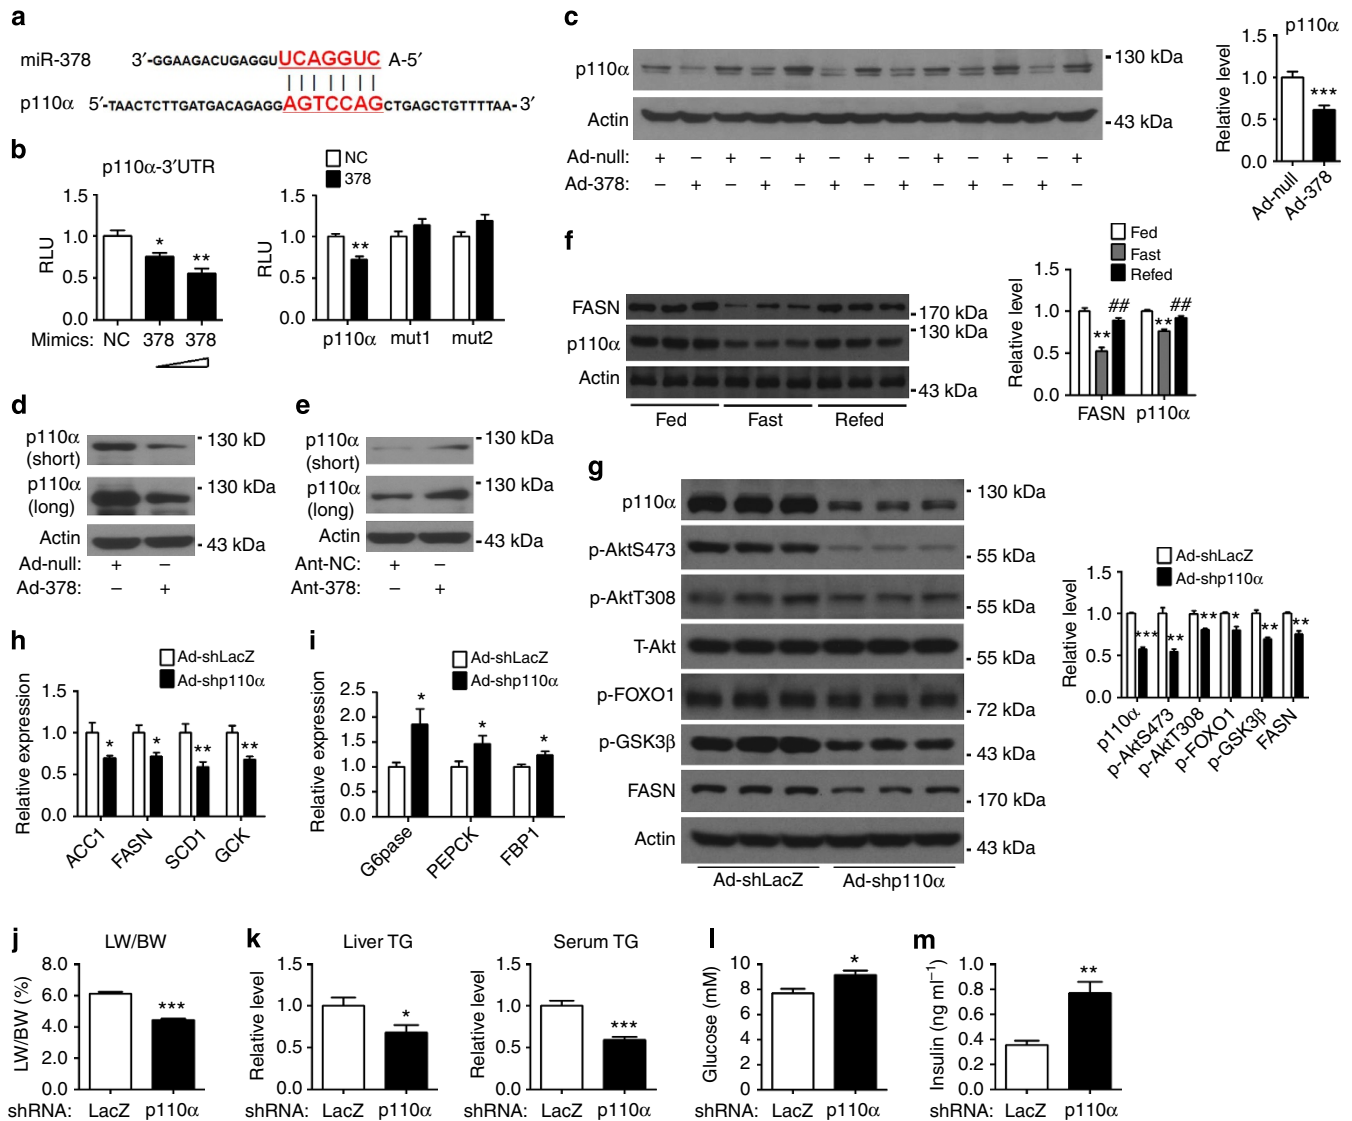 a
miR-378 3′-GGAAGACUGAGGUUCAGGUC A-5′
p110α 5′-TAACTCTTGATGACAGAGGAGTCCAGCTGAGCTGTTTTAA-3′
b
p110α-3′UTR
RLU
1.5
1.0
0.5
0.0
Mimics: NC 378 378
* **
NC
378
RLU
1.5
1.0
0.5
0.0
**
p110α mut1 mut2
c
p110α
Actin
130 kDa
43 kDa
Ad-null: + – + – + – + – + – + – +
Ad-378: – + – + – + – + – + – + –
p110α
Relative level
1.5
1.0
0.5
0.0
***
Ad-null
Ad-378
d
p110α (short)
130 kD
p110α (long)
130 kDa
Actin
43 kDa
Ad-null: + –
Ad-378: – +
e
p110α (short)
130 kDa
p110α (long)
130 kDa
Actin
43 kDa
Ant-NC: + –
Ant-378: – +
f
FASN
170 kDa
p110α
130 kDa
Actin
43 kDa
Fed Fast Refed
Fed
Fast
Refed
Relative level
1.5
1.0
0.5
0.0
** ## ** ##
FASN p110α
g
p110α
130 kDa
p-AktS473
55 kDa
p-AktT308
55 kDa
T-Akt
55 kDa
p-FOXO1
72 kDa
p-GSK3β
43 kDa
FASN
170 kDa
Actin
43 kDa
Ad-shLacZ Ad-shp110α
Ad-shLacZ
Ad-shp110α
Relative level
1.5
1.0
0.5
0.0
*** ** ** * ** **
p110α
p-AktS473
p-AktT308
p-FOXO1
p-GSK3β
FASN
h
Ad-shLacZ
Ad-shp110α
Relative expression
1.5
1.0
0.5
0.0
* * ** **
ACC1
FASN
SCD1
GCK
i
Ad-shLacZ
Ad-shp110α
Relative expression
2.5
2.0
1.5
1.0
0.5
0.0
* * *
G6pase
PEPCK
FBP1
j
LW/BW
LW/BW (%)
8.0
6.0
4.0
2.0
0.0
***
shRNA: LacZ p110α
k
Liver TG
Relative level
1.5
1.0
0.5
0.0
*
shRNA: LacZ p110α
Serum TG
Relative level
1.5
1.0
0.5
0.0
***
LacZ p110α
l
Glucose (mM)
10
8
6
4
2
0
*
shRNA: LacZ p110α
m
Insulin (ng ml⁻¹)
1.0
0.8
0.6
0.4
0.2
0.0
**
shRNA: LacZ p110α